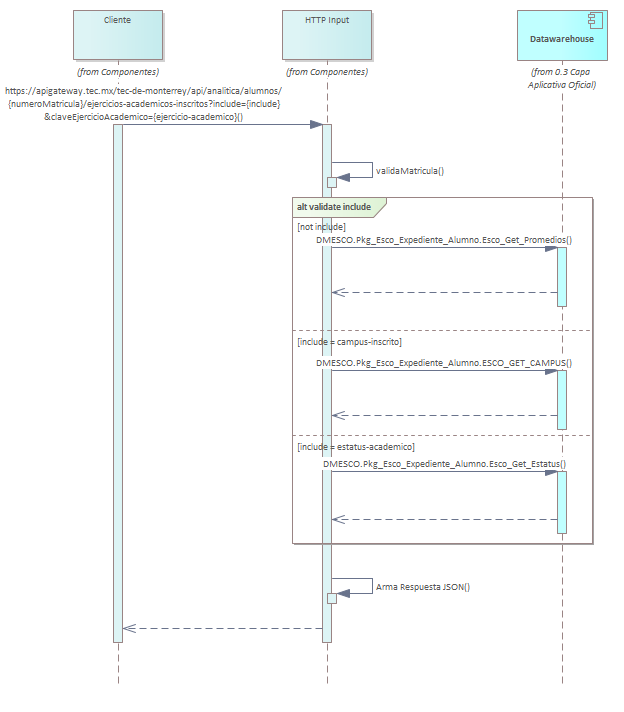 Cliente
HTTP Input
Datawarehouse
(from Componentes)
(from Componentes)
(from 0.3 Capa
Aplicativa Oficial)
https://apigateway.tec.mx/tec-de-monterrey/api/analitica/alumnos/
{numeroMatricula}/ejercicios-academicos-inscritos?include={include}
&claveEjercicioAcademico={ejercicio-academico}()
validaMatricula()
alt validate include
[not include]
DMESCO.Pkg_Esco_Expediente_Alumno.Esco_Get_Promedios()
[include = campus-inscrito]
DMESCO.Pkg_Esco_Expediente_Alumno.ESCO_GET_CAMPUS()
[include = estatus-academico]
DMESCO.Pkg_Esco_Expediente_Alumno.Esco_Get_Estatus()
Arma Respuesta JSON()